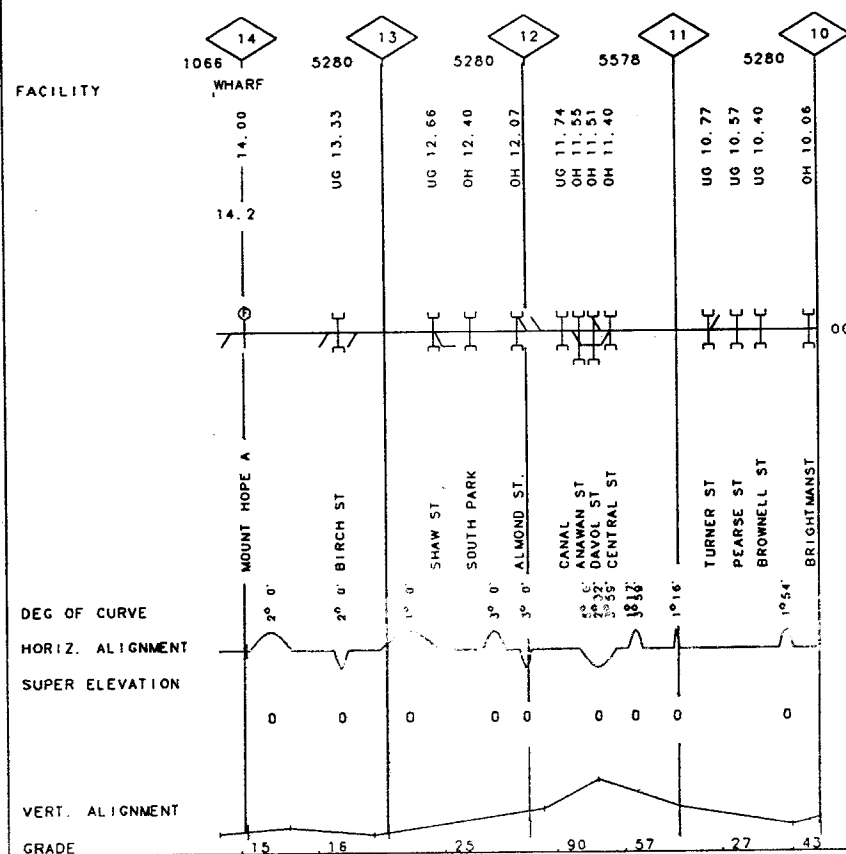 14 13 12 11 10
1066 5280 5280 5578 5280
FACILITY
WHARF
14.00
UG 13.33
UG 12.66
OH 12.40
OH 12.07
UG 11.74
OH 11.55
OH 11.51
OH 11.40
UG 10.77
UG 10.57
UG 10.40
OH 10.06
14.2
MOUNT HOPE A
BIRCH ST
SHAW ST
SOUTH PARK
ALMOND ST.
CANAL
ANAWAN ST
DAVOL ST
CENTRAL ST
TURNER ST
PEARSE ST
BROWNELL ST
BRIGHTMANST
DEG OF CURVE
2° 0' 2° 0' 1° 0' 3° 0' 3° 0' 2°32' 3°59' 1°16' 1°54'
HORIZ. ALIGNMENT
SUPER ELEVATION
0 0 0 0 0 0 0 0 0
VERT. ALIGNMENT
GRADE .15 .16 .25 .90 .57 .27 .43